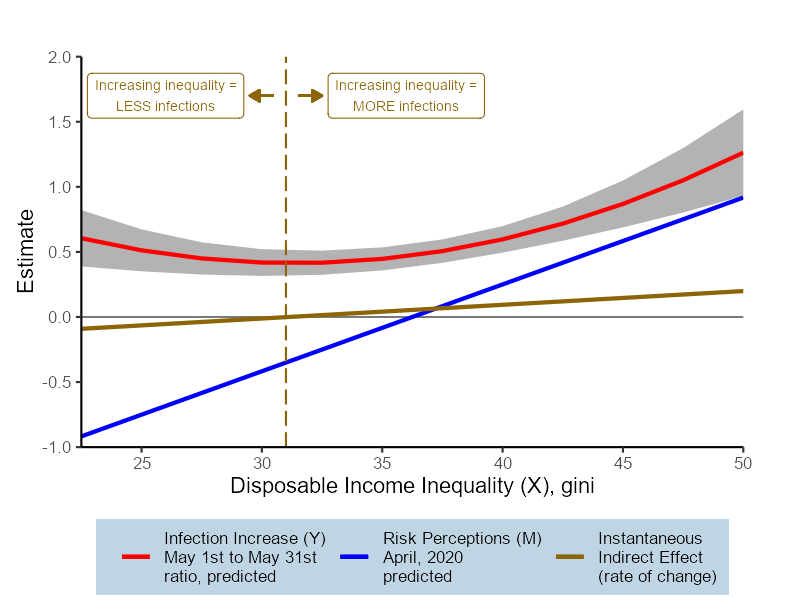 2.0
1.5
1.0
0.5
0.0
-0.5
-1.0
Estimate
Increasing inequality =
LESS infections
Increasing inequality =
MORE infections
25
30
35
40
45
50
Disposable Income Inequality (X), gini
Infection Increase (Y)
May 1st to May 31st
ratio, predicted
Risk Perceptions (M)
April, 2020
predicted
Instantaneous
Indirect Effect
(rate of change)